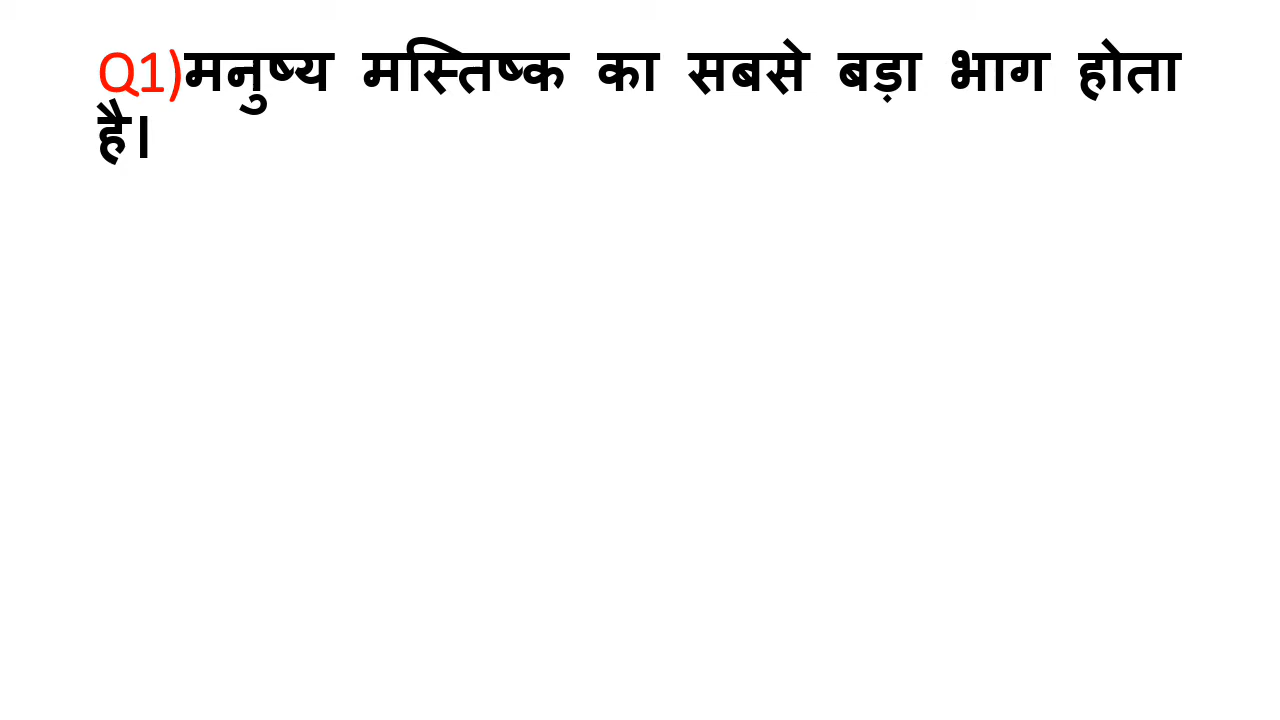 Q1)मनुष्य मस्तिष्क का सबसे बड़ा भाग होता
है।